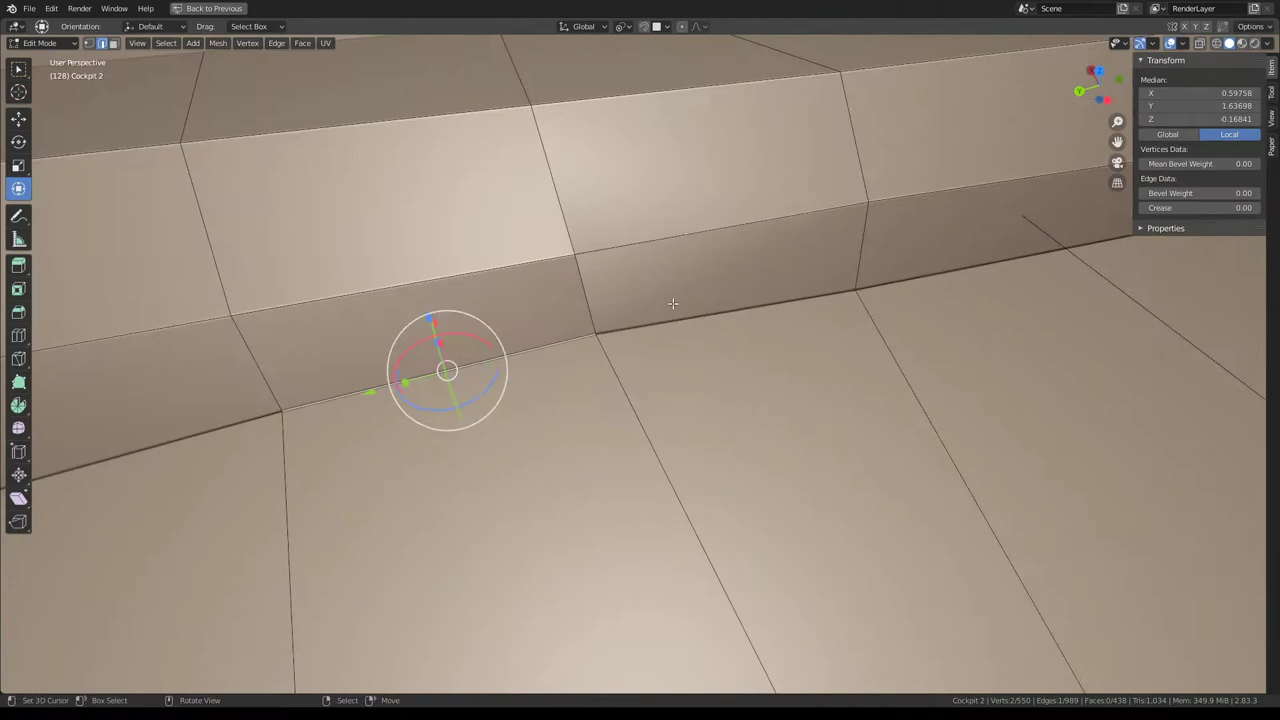 File Edit Render Window Help Back to Previous Scene RenderLayer
Orientation: Default Drag: Select Box Global X Y Z Options
Edit Mode View Select Add Mesh Vertex Edge Face UV
User Perspective
(128) Cockpit 2
Transform
Median:
X 0.59758
Y 1.63698
Z -0.16841
Global Local
Vertices Data:
Mean Bevel Weight 0.00
Edge Data:
Bevel Weight 0.00
Crease 0.00
Properties
Item
Tool
View
Paper
Z
Y
Set 3D Cursor Box Select Rotate View Select Move Cockpit 2 | Verts:2/550 | Edges:1/989 | Faces:0/438 | Tris:1,034 | Mem: 349.9 MiB | 2.83.3